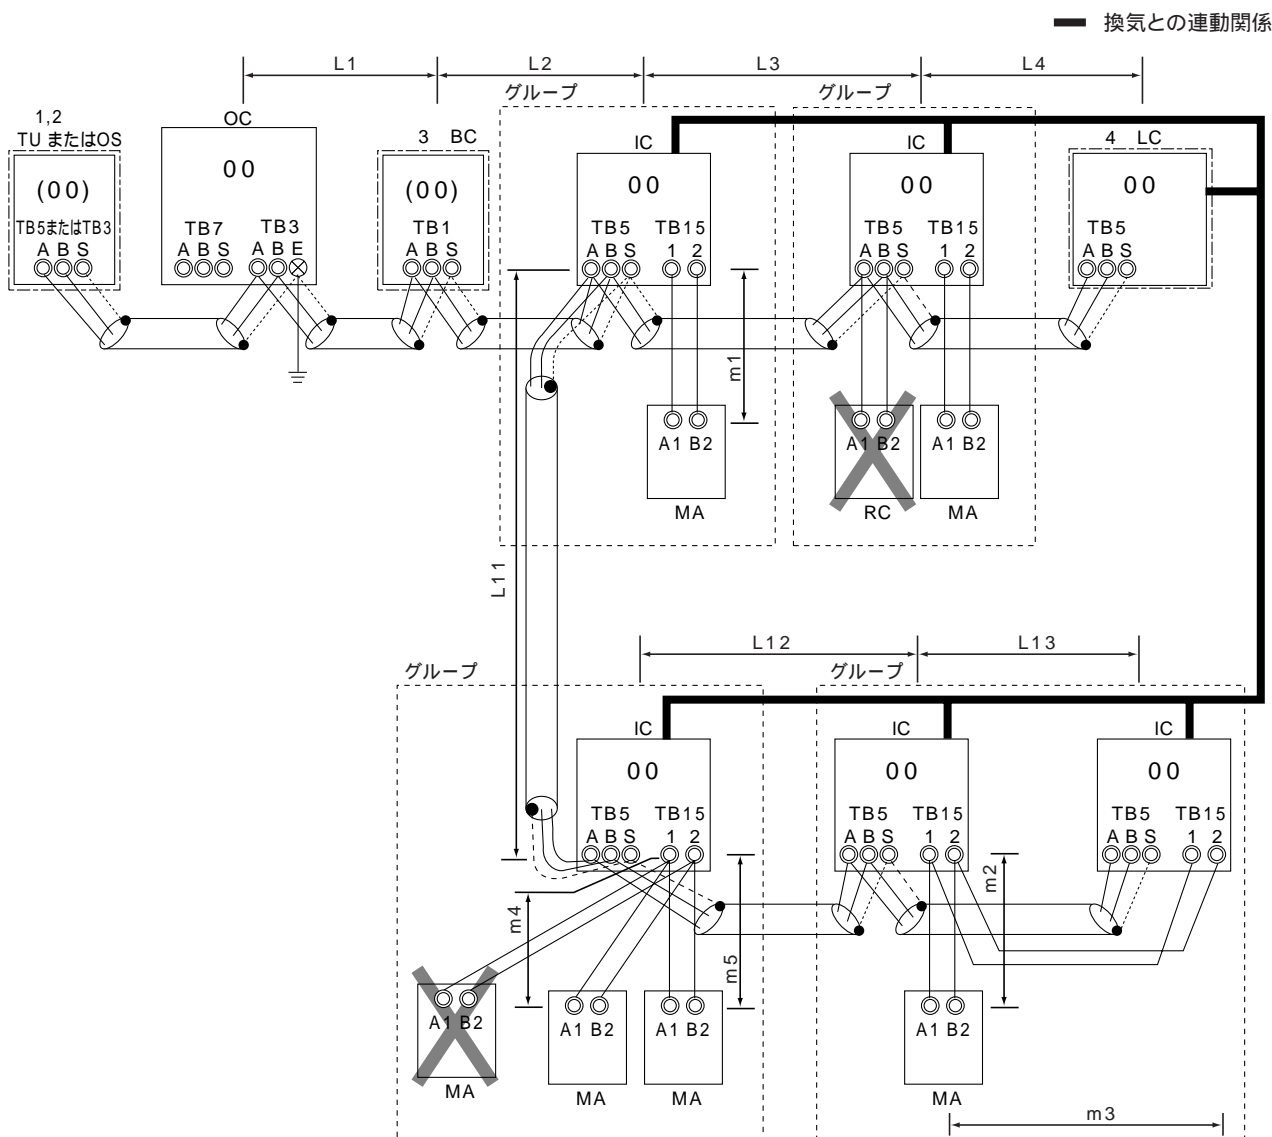 換気との連動関係
L1 L2 L3 L4
グループ グループ
1,2
TU またはOS
OC
3 BC
IC
IC
4 LC
(00)
00
(00)
00
00
00
TB5またはTB3
TB7 TB3
TB1
TB5 TB15
TB5 TB15
TB5
A B S
A B S A B E
A B S
A B S 1 2
A B S 1 2
A B S
m1
A1 B2
A1 B2
A1 B2
MA
RC
MA
L11
L12 L13
グループ グループ
IC
IC
IC
00
00
00
TB5 TB15
TB5 TB15
TB5 TB15
A B S 1 2
A B S 1 2
A B S 1 2
m4
m5
m2
A1 B2
A1 B2
A1 B2
A1 B2
MA
MA
MA
MA
m3